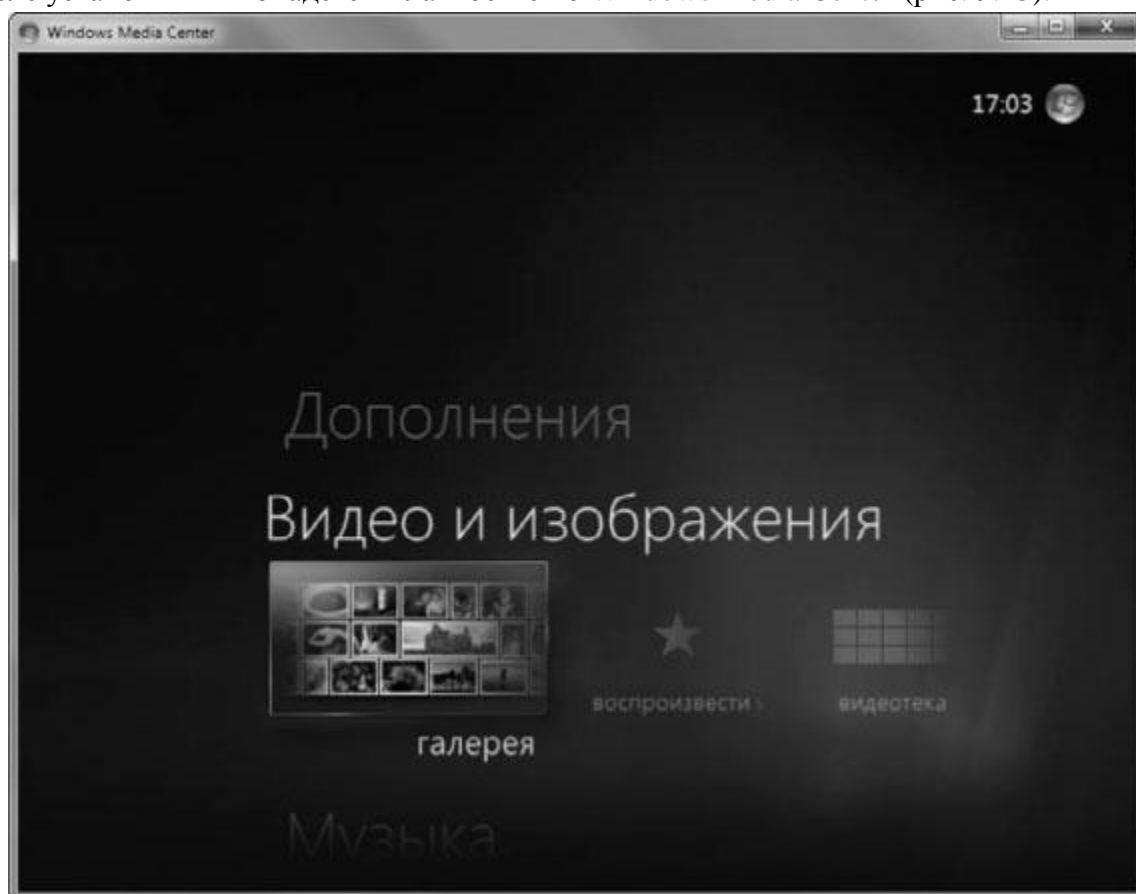 Windows Media Center
17:03
Дополнения
Видео и изображения
воспроизвести
видеотека
галерея
Музыка